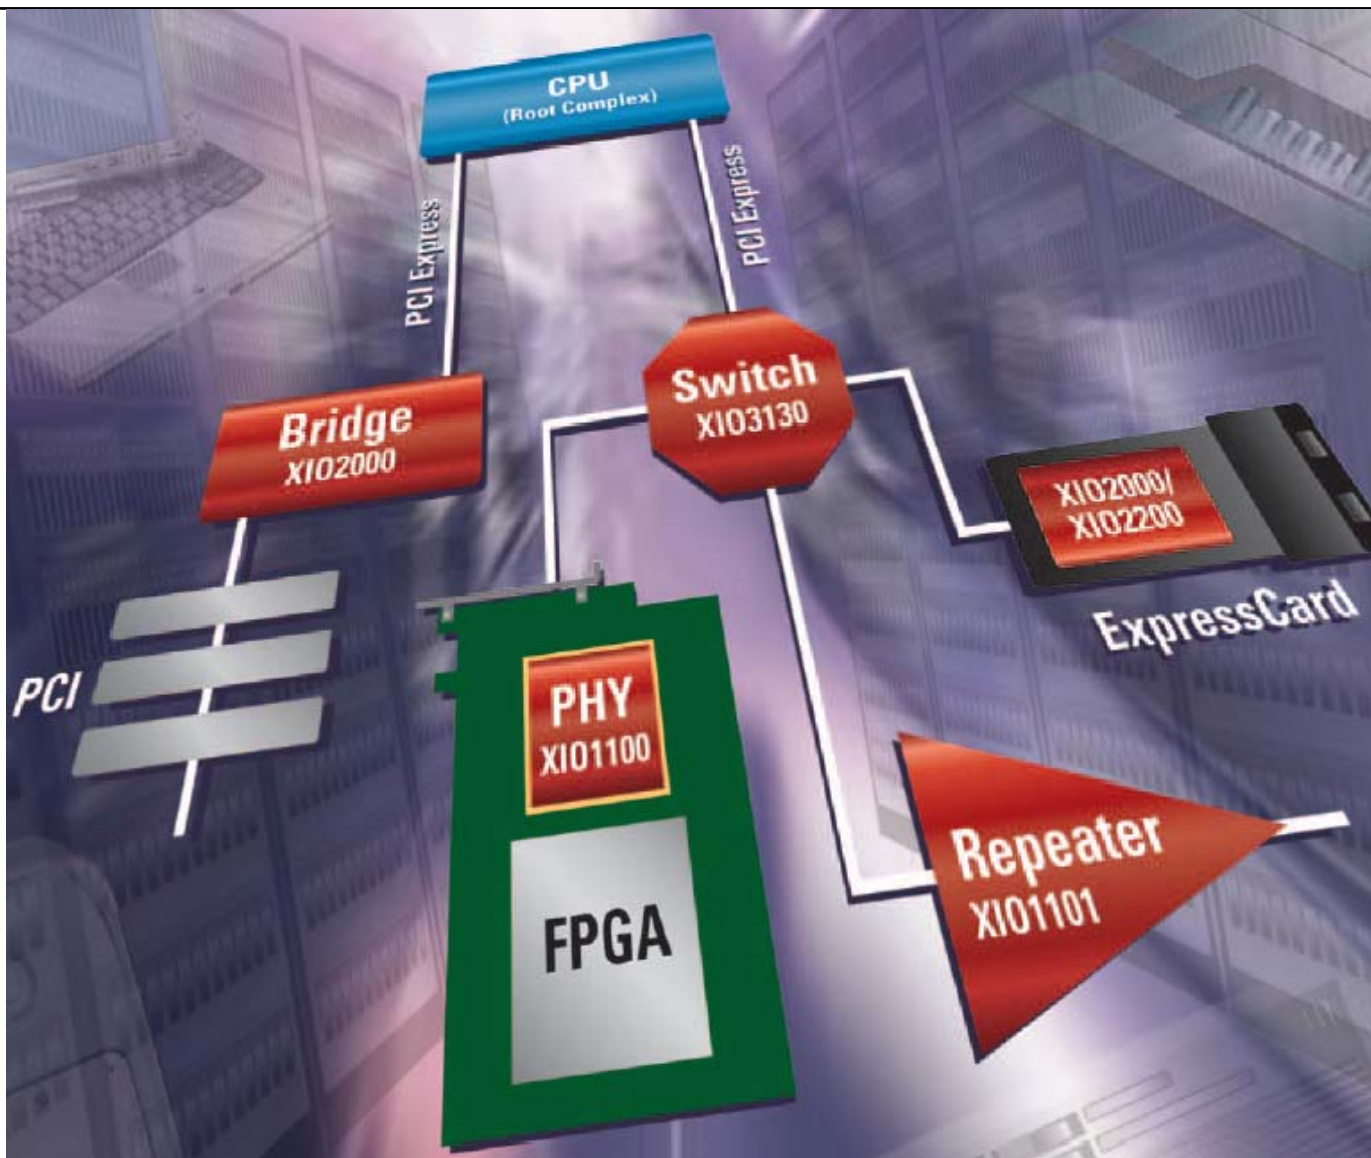 CPU
(Root Complex)
PCI Express
PCI Express
Switch
XIO3130
Bridge
XIO2000
XIO2000/
XIO2200
ExpressCard
PCI
PHY
XIO1100
FPGA
Repeater
XIO1101